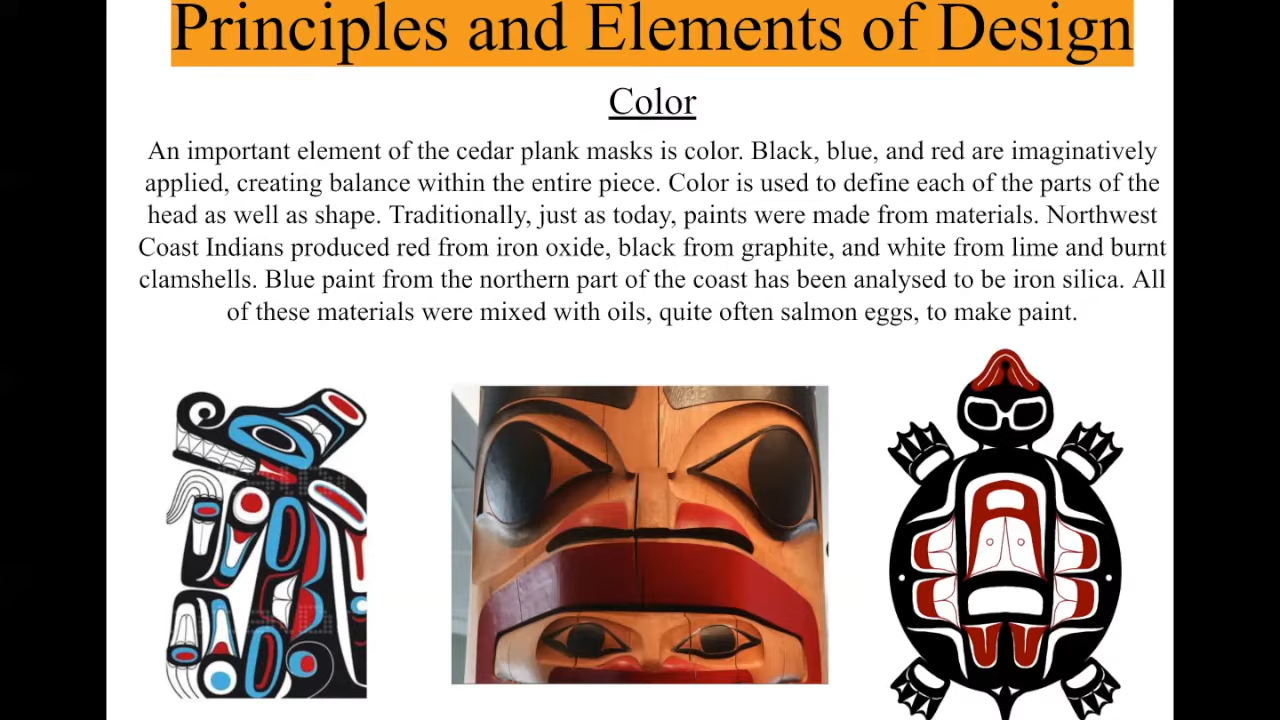 Principles and Elements of Design
Color
An important element of the cedar plank masks is color. Black, blue, and red are imaginatively
applied, creating balance within the entire piece. Color is used to define each of the parts of the
head as well as shape. Traditionally, just as today, paints were made from materials. Northwest
Coast Indians produced red from iron oxide, black from graphite, and white from lime and burnt
clamshells. Blue paint from the northern part of the coast has been analysed to be iron silica. All
of these materials were mixed with oils, quite often salmon eggs, to make paint.